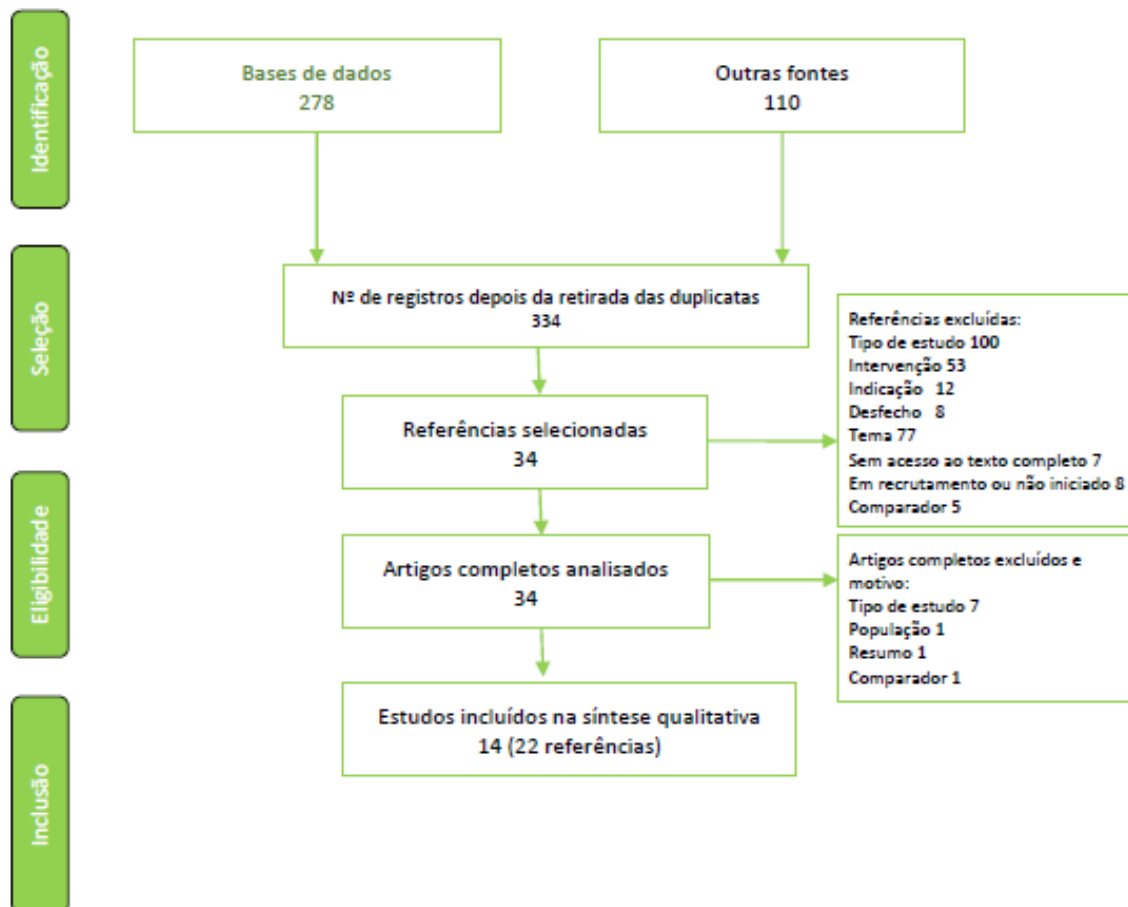 Identificação
Bases de dados
278
Outras fontes
110
Seleção
Nº de registros depois da retirada das duplicatas
334
Referências selecionadas
34
Referências excluídas:
Tipo de estudo 100
Intervenção 53
Indicação 12
Desfecho 8
Tema 77
Sem acesso ao texto completo 7
Em recrutamento ou não iniciado 8
Comparador 5
Eligibilidade
Artigos completos analisados
34
Artigos completos excluídos e
motivo:
Tipo de estudo 7
População 1
Resumo 1
Comparador 1
Inclusão
Estudos incluídos na síntese qualitativa
14 (22 referências)